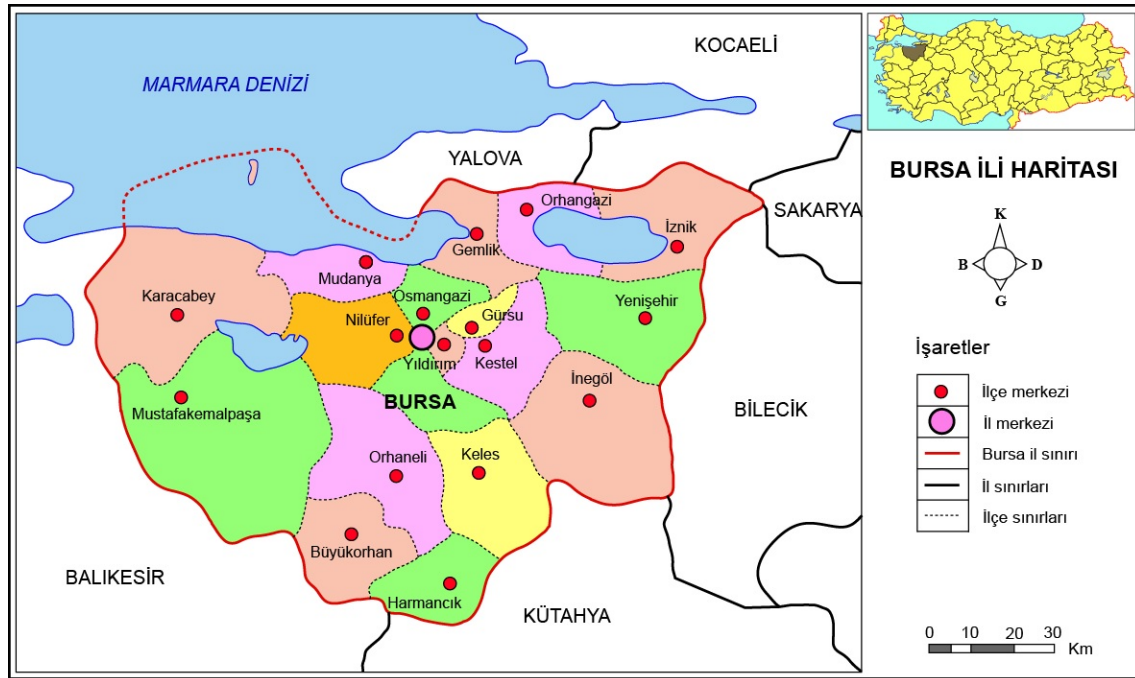 KOCAELİ
MARMARA DENİZİ
YALOVA
BURSA İLİ HARİTASI
SAKARYA
Orhangazi
İznik
Gemlik
Mudanya
Karacabey
Osmangazi
Yenişehir
Nilüfer
Gürsu
Yıldırım
Kestel
İnegöl
Mustafakemalpaşa
BURSA
BİLECİK
Orhaneli
Keles
Büyükorhan
Harmancık
BALIKESİR
KÜTAHYA
K
B D
G
İşaretler
İlçe merkezi
İl merkezi
Bursa il sınırı
İl sınırları
İlçe sınırları
0 10 20 30
Km